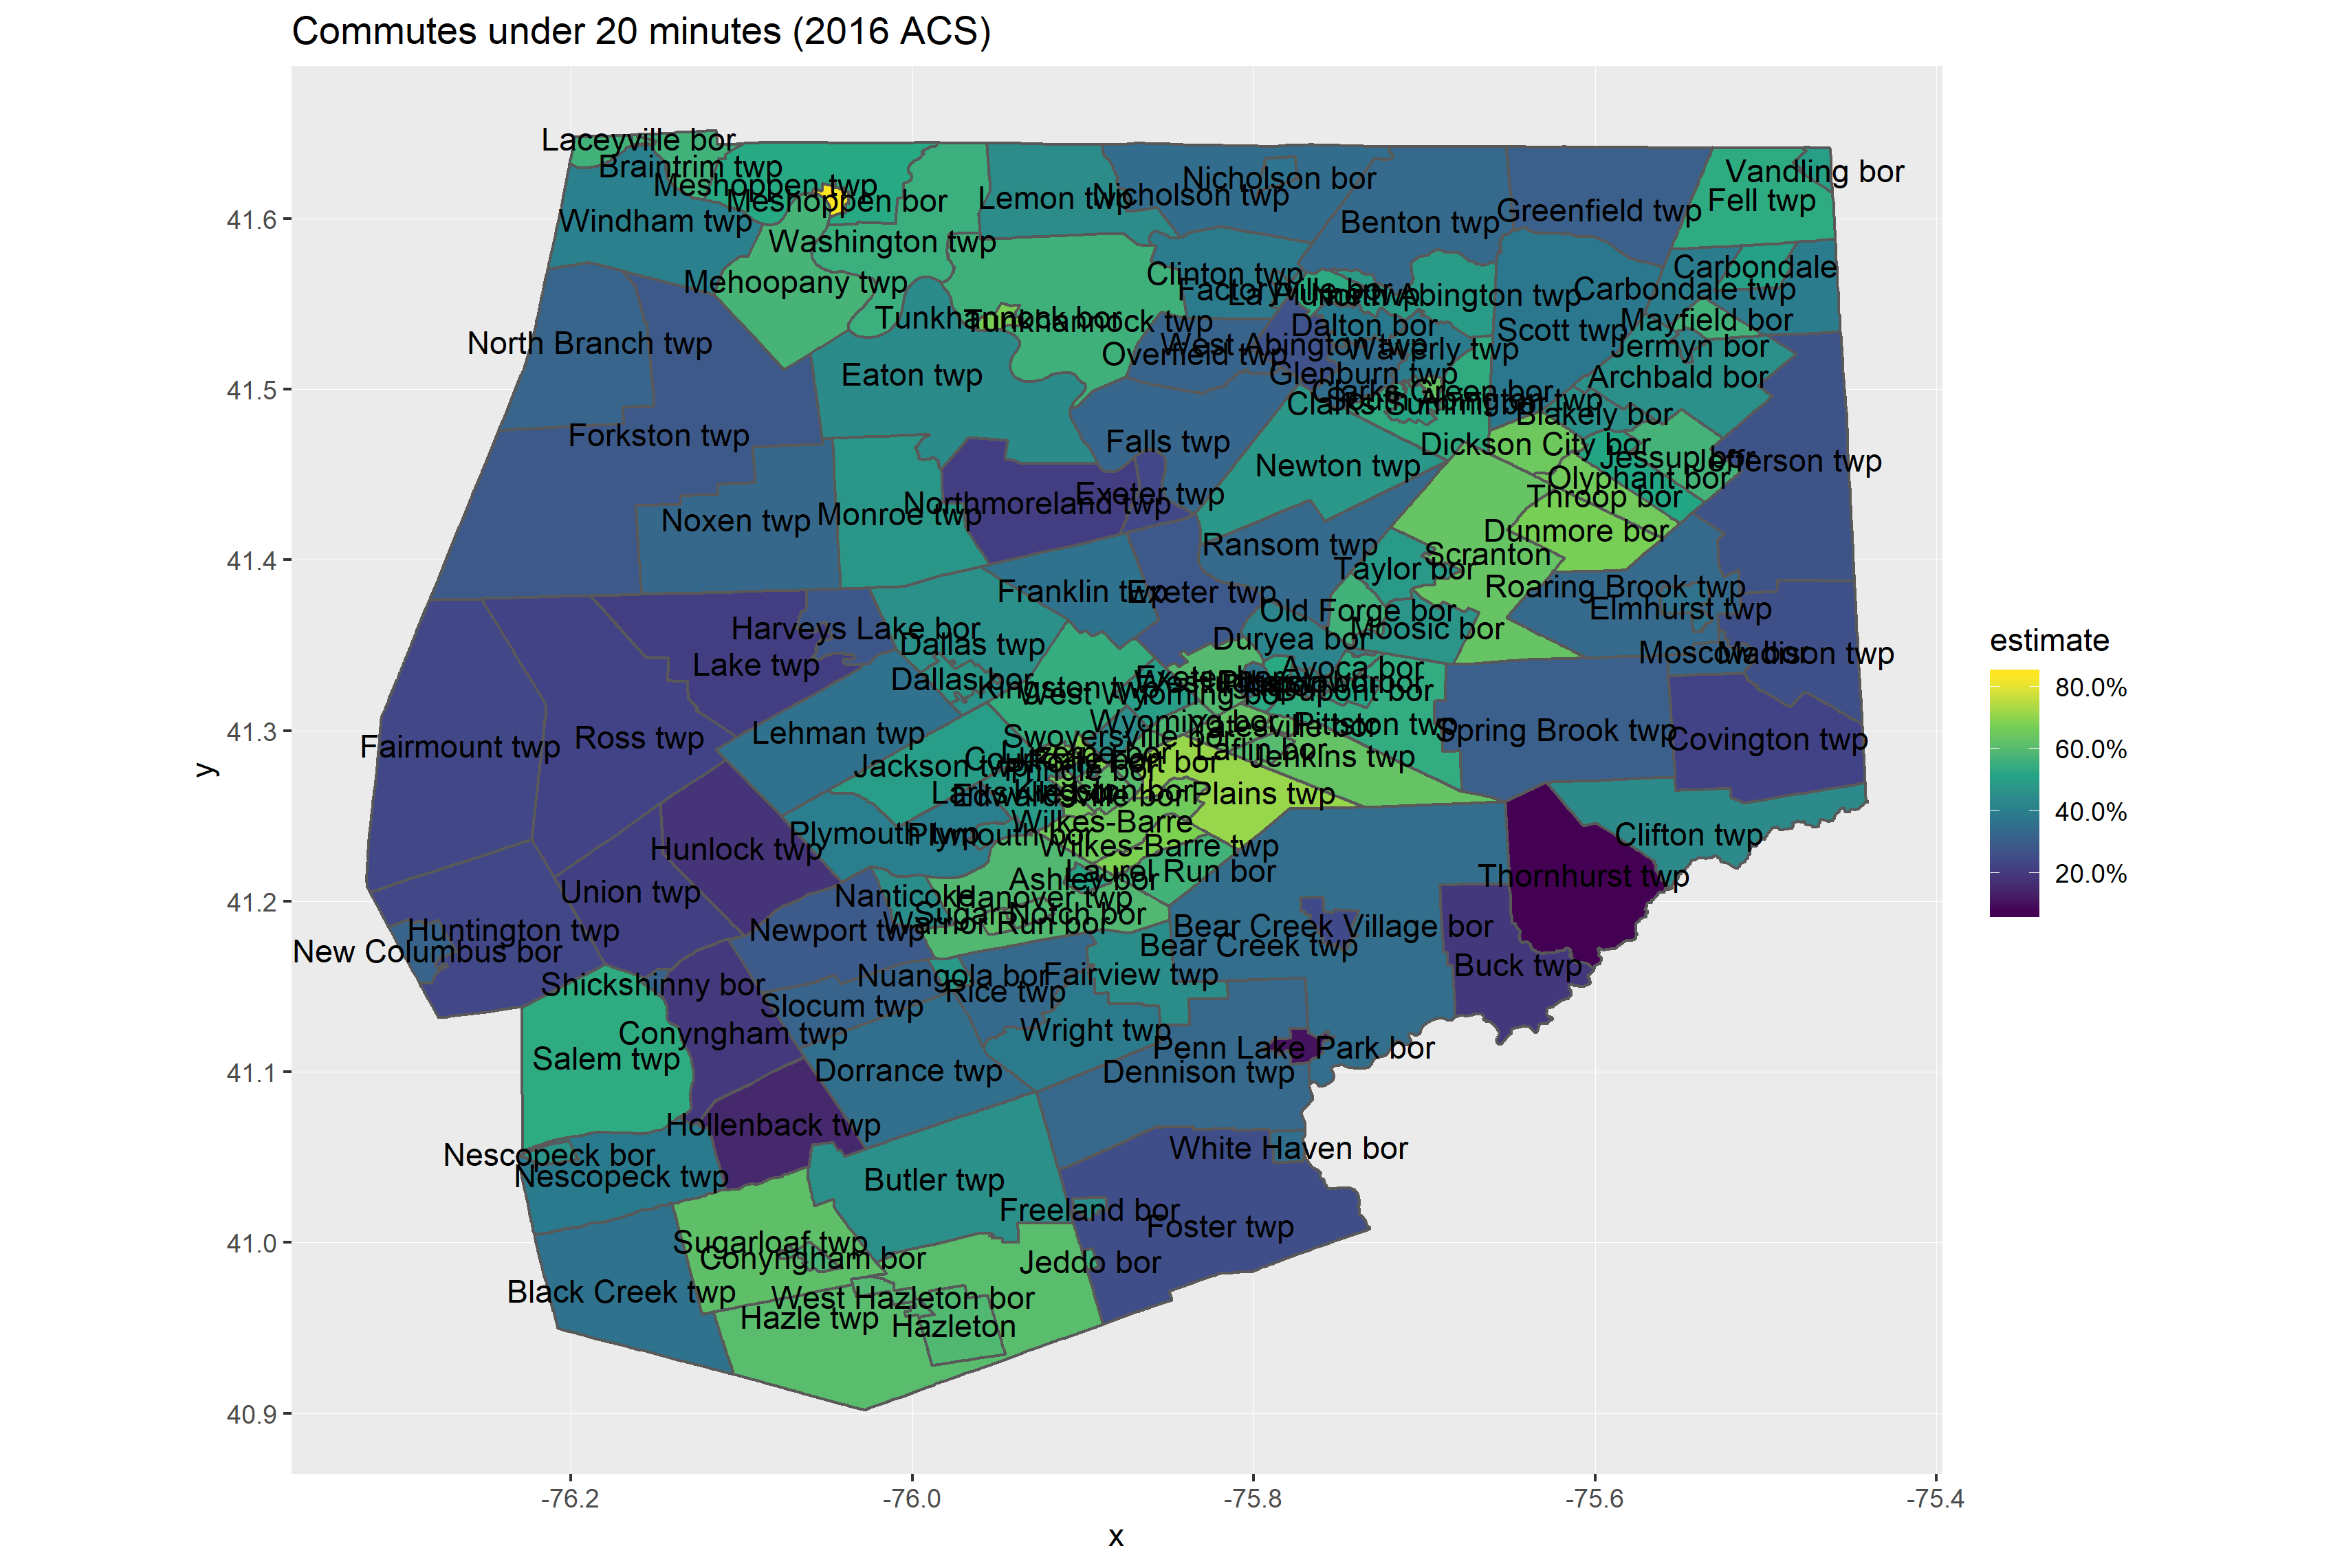 Commutes under 20 minutes (2016 ACS)
Laceyville bor
Braintrim twp
Meshoppen twp
Meshoppen bor
Windham twp
Washington twp
Mehoopany twp
Lemon twp
Nicholson bor
Nicholson twp
Benton twp
Greenfield twp
Vandling bor
Fell twp
Clinton twp
Factoryville bor
La Plume twp
North Abington twp
Carbondale
Carbondale twp
Tunkhannock bor
Tunkhannock twp
Dalton bor
Scott twp
Mayfield bor
North Branch twp
Overfield twp
West Abington twp
Waverly twp
Jermyn bor
Eaton twp
Glenburn twp
Archbald bor
Clarks Green bor
Clarks Summit bor
South Abington twp
Blakely bor
Forkston twp
Falls twp
Newton twp
Dickson City bor
Jessup bor
Jefferson twp
Olyphant bor
Throop bor
Noxen twp
Monroe twp
Northmoreland twp
Exeter twp
Dunmore bor
Ransom twp
Scranton
Taylor bor
Franklin twp
Exeter twp
Roaring Brook twp
Old Forge bor
Elmhurst twp
Harveys Lake bor
Dallas twp
Duryea bor
Moosic bor
Moscow bor
Madison twp
Lake twp
Dallas bor
Kingston twp
West Wyoming bor
Exeter bor
Avoca bor
Dupont bor
Fairmount twp
Ross twp
Lehman twp
Wyoming bor
Yatesville bor
Pittston twp
Spring Brook twp
Covington twp
Swoyersville bor
Laflin bor
Jenkins twp
Jackson twp
Pringle bor
Kingston bor
Edwardsville bor
Plains twp
Hunlock twp
Plymouth twp
Plymouth bor
Wilkes-Barre
Wilkes-Barre twp
Clifton twp
Laurel Run bor
Thornhurst twp
Union twp
Nanticoke
Ashley bor
Hanover twp
Sugar Notch bor
Warrior Run bor
Huntington twp
New Columbus bor
Newport twp
Bear Creek Village bor
Bear Creek twp
Buck twp
Shickshinny bor
Nuangola bor
Rice twp
Fairview twp
Slocum twp
Conyngham twp
Wright twp
Salem twp
Penn Lake Park bor
Dorrance twp
Dennison twp
Hollenback twp
Nescopeck bor
Nescopeck twp
White Haven bor
Butler twp
Freeland bor
Foster twp
Sugarloaf twp
Conyngham bor
Jeddo bor
Black Creek twp
West Hazleton bor
Hazle twp
Hazleton
41.6
41.5
41.4
41.3
41.2
41.1
41.0
40.9
y
-76.2
-76.0
-75.8
-75.6
-75.4
x
estimate
80.0%
60.0%
40.0%
20.0%